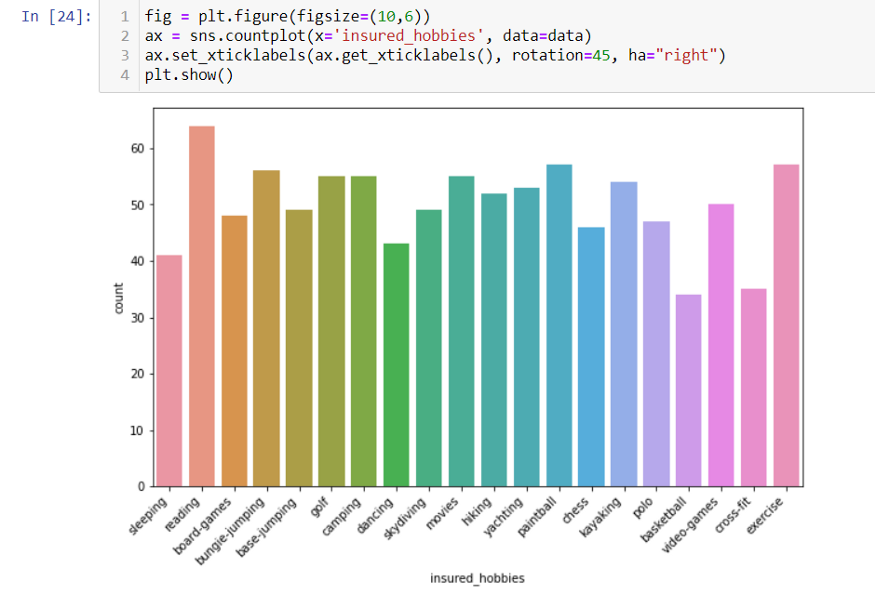 In [24]:
1 fig = plt.figure(figsize=(10,6))
2 ax = sns.countplot(x='insured_hobbies', data=data)
3 ax.set_xticklabels(ax.get_xticklabels(), rotation=45, ha="right")
4 plt.show()
60
50
40
30
20
10
0
count
sleeping
reading
board-games
bungie-jumping
base-jumping
golf
camping
dancing
skydiving
movies
hiking
yachting
paintball
chess
kayaking
polo
basketball
video-games
cross-fit
exercise
insured_hobbies